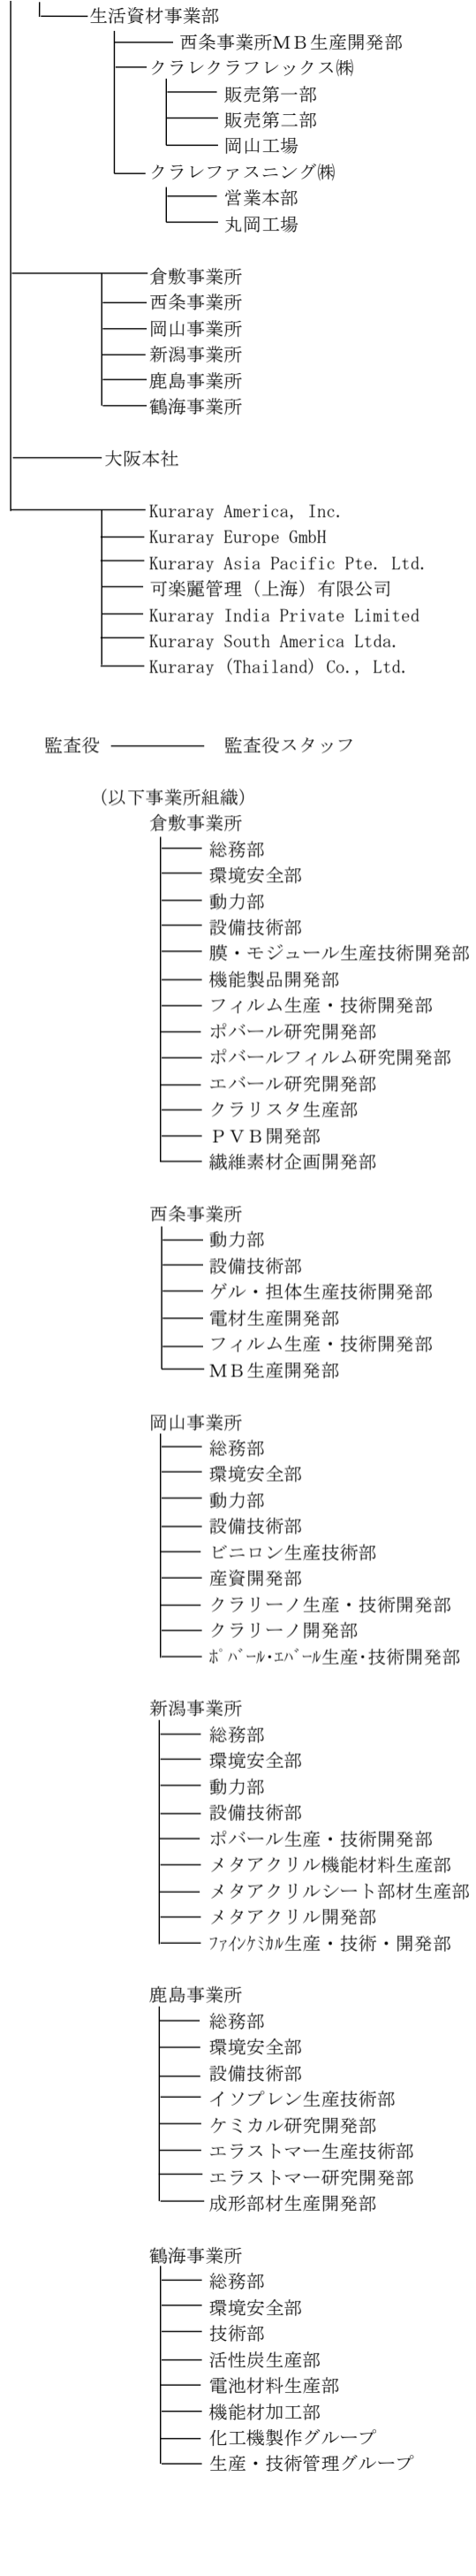 生活資材事業部
西条事業所ＭＢ生産開発部
クラレクラフレックス㈱
販売第一部
販売第二部
岡山工場
クラレファスニング㈱
営業本部
丸岡工場
倉敷事業所
西条事業所
岡山事業所
新潟事業所
鹿島事業所
鶴海事業所
大阪本社
Kuraray America, Inc.
Kuraray Europe GmbH
Kuraray Asia Pacific Pte. Ltd.
可楽麗管理（上海）有限公司
Kuraray India Private Limited
Kuraray South America Ltda.
Kuraray (Thailand) Co., Ltd.
監査役 監査役スタッフ
（以下事業所組織）
倉敷事業所
総務部
環境安全部
動力部
設備技術部
膜・モジュール生産技術開発部
機能製品開発部
フィルム生産・技術開発部
ポバール研究開発部
ポバールフィルム研究開発部
エバール研究開発部
クラリスタ生産部
ＰＶＢ開発部
繊維素材企画開発部
西条事業所
動力部
設備技術部
ゲル・担体生産技術開発部
電材生産開発部
フィルム生産・技術開発部
ＭＢ生産開発部
岡山事業所
総務部
環境安全部
動力部
設備技術部
ビニロン生産技術部
産資開発部
クラリーノ生産・技術開発部
クラリーノ開発部
ﾎﾟﾊﾞｰﾙ･ｴﾊﾞｰﾙ生産･技術開発部
新潟事業所
総務部
環境安全部
動力部
設備技術部
ポバール生産・技術開発部
メタアクリル機能材料生産部
メタアクリルシート部材生産部
メタアクリル開発部
ﾌｧｲﾝｹﾐｶﾙ生産・技術・開発部
鹿島事業所
総務部
環境安全部
設備技術部
イソプレン生産技術部
ケミカル研究開発部
エラストマー生産技術部
エラストマー研究開発部
成形部材生産開発部
鶴海事業所
総務部
環境安全部
技術部
活性炭生産部
電池材料生産部
機能材加工部
化工機製作グループ
生産・技術管理グループ